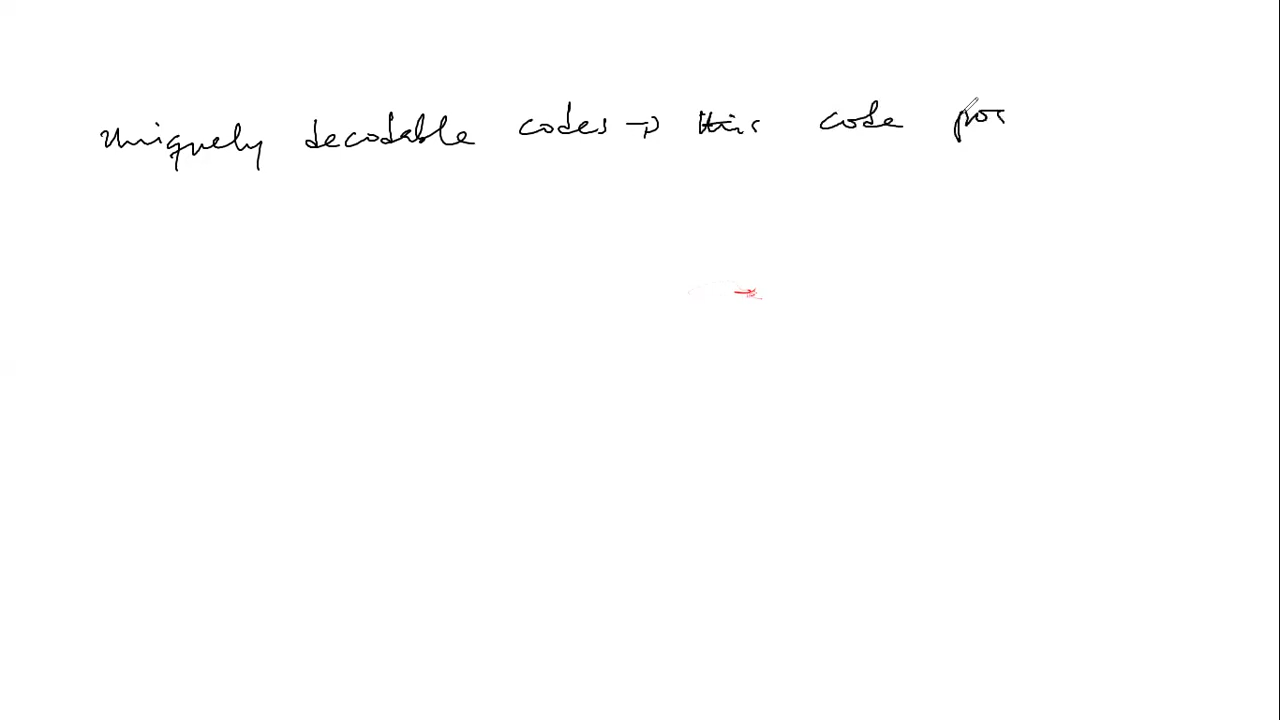 Uniquely decodable codes → this code pos